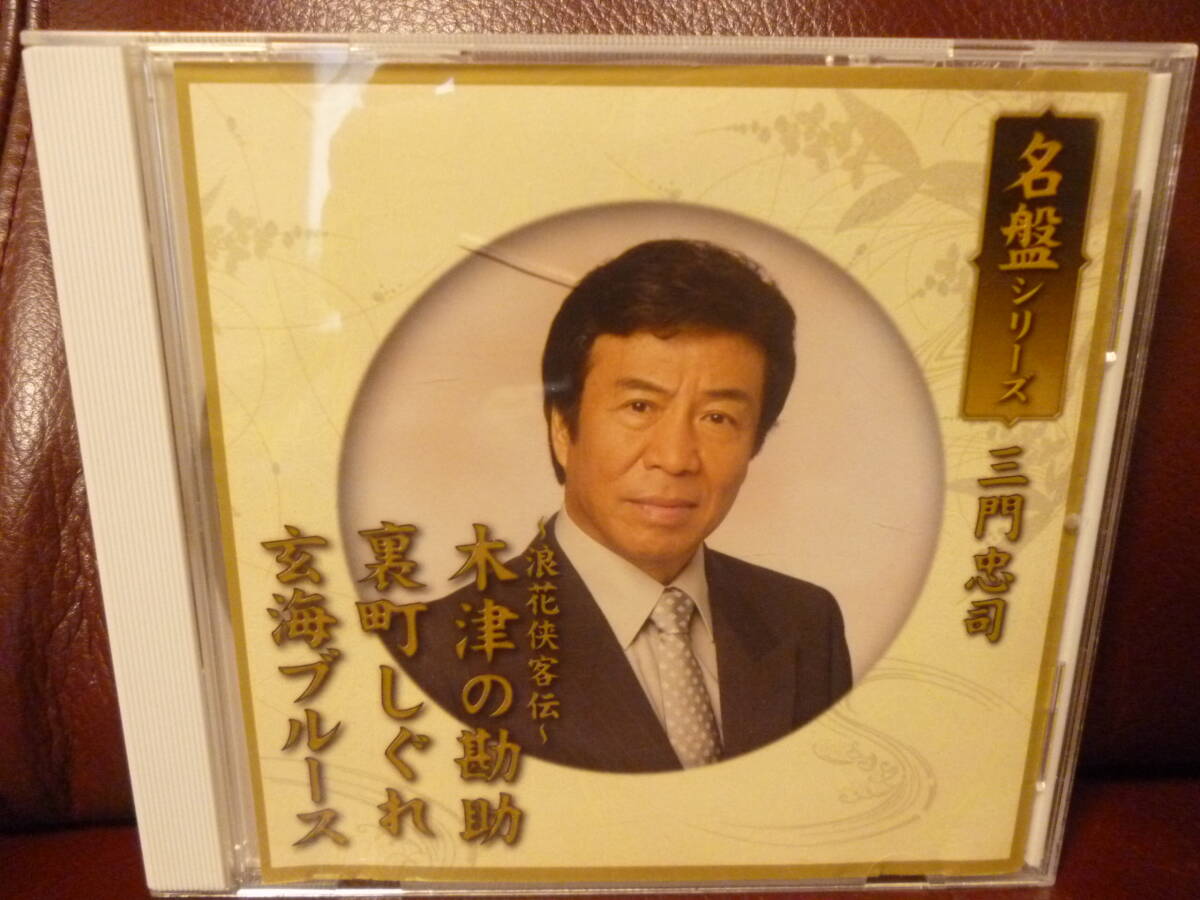 名盤シリーズ
三門忠司
～浪花侠客伝～
木津の勘助
裏町しぐれ
玄海ブルース